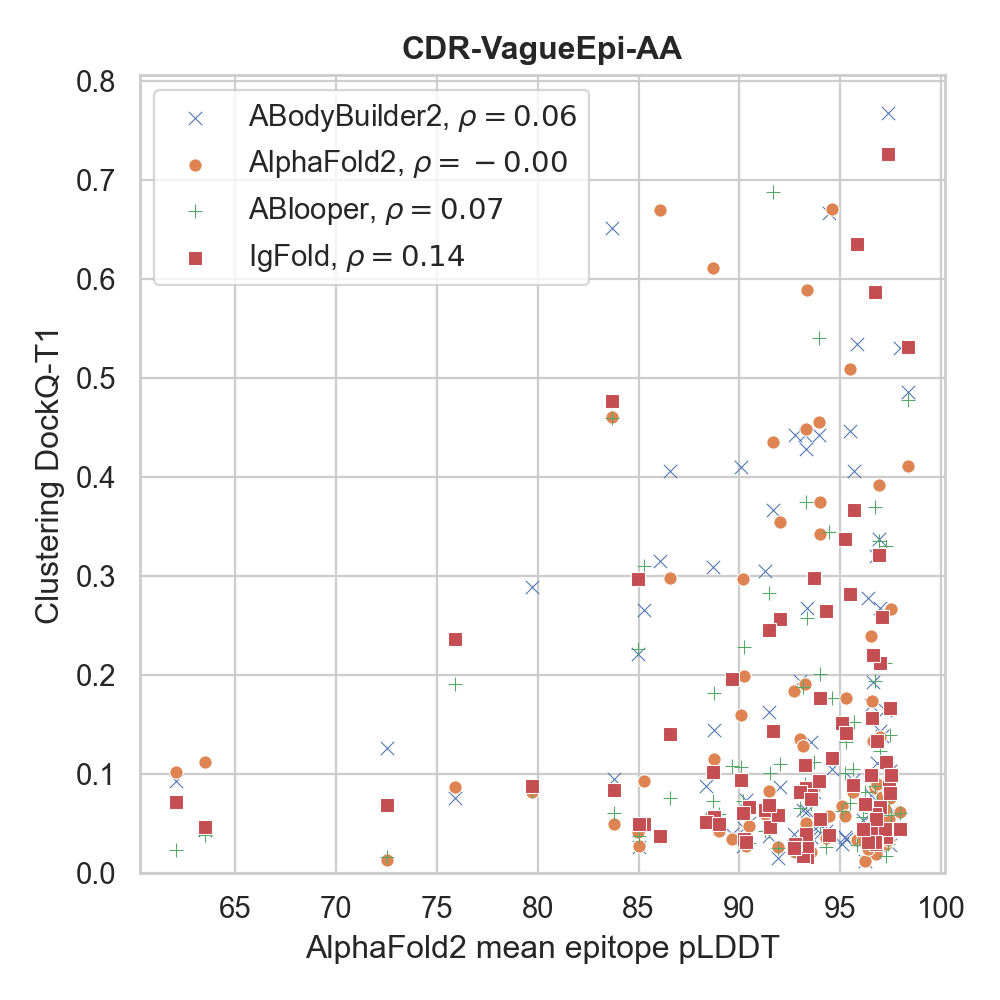 CDR-VagueEpi-AA
0.8
0.7
0.6
0.5
0.4
0.3
0.2
0.1
0.0
Clustering DockQ-T1
ABodyBuilder2, ρ = 0.06
AlphaFold2, ρ = − 0.00
ABlooper, ρ = 0.07
IgFold, ρ = 0.14
65 70 75 80 85 90 95 100
AlphaFold2 mean epitope pLDDT